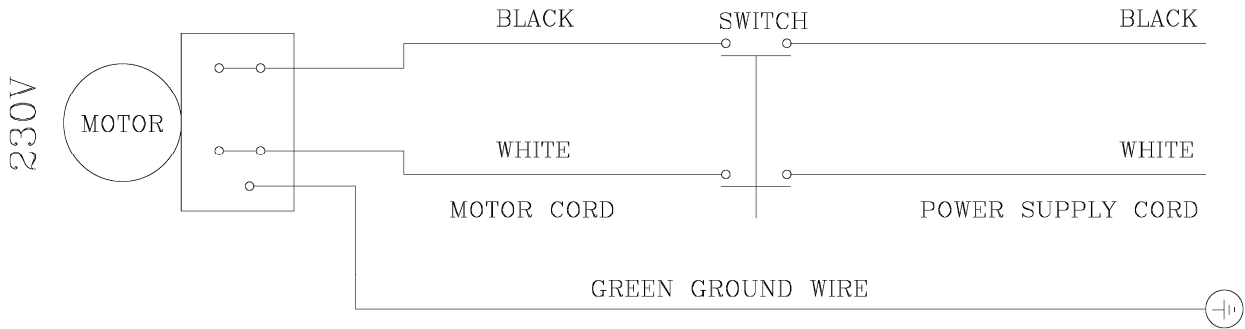 BLACK
SWITCH
BLACK
230V
MOTOR
WHITE
WHITE
MOTOR CORD
POWER SUPPLY CORD
GREEN GROUND WIRE